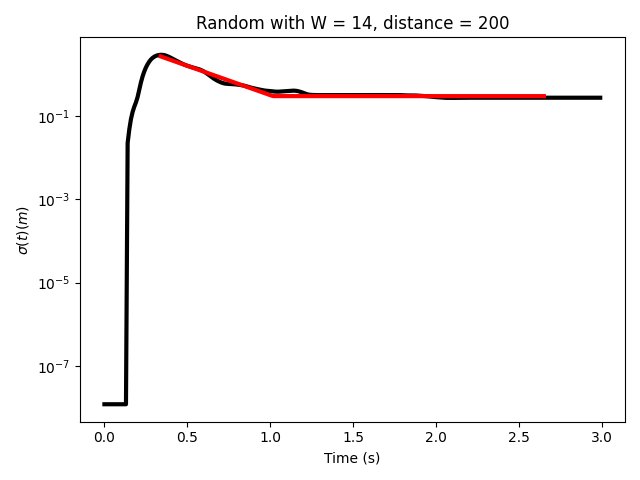 Random with W = 14, distance = 200
σ(t)(m)
10⁻¹
10⁻³
10⁻⁵
10⁻⁷
0.0 0.5 1.0 1.5 2.0 2.5 3.0
Time (s)